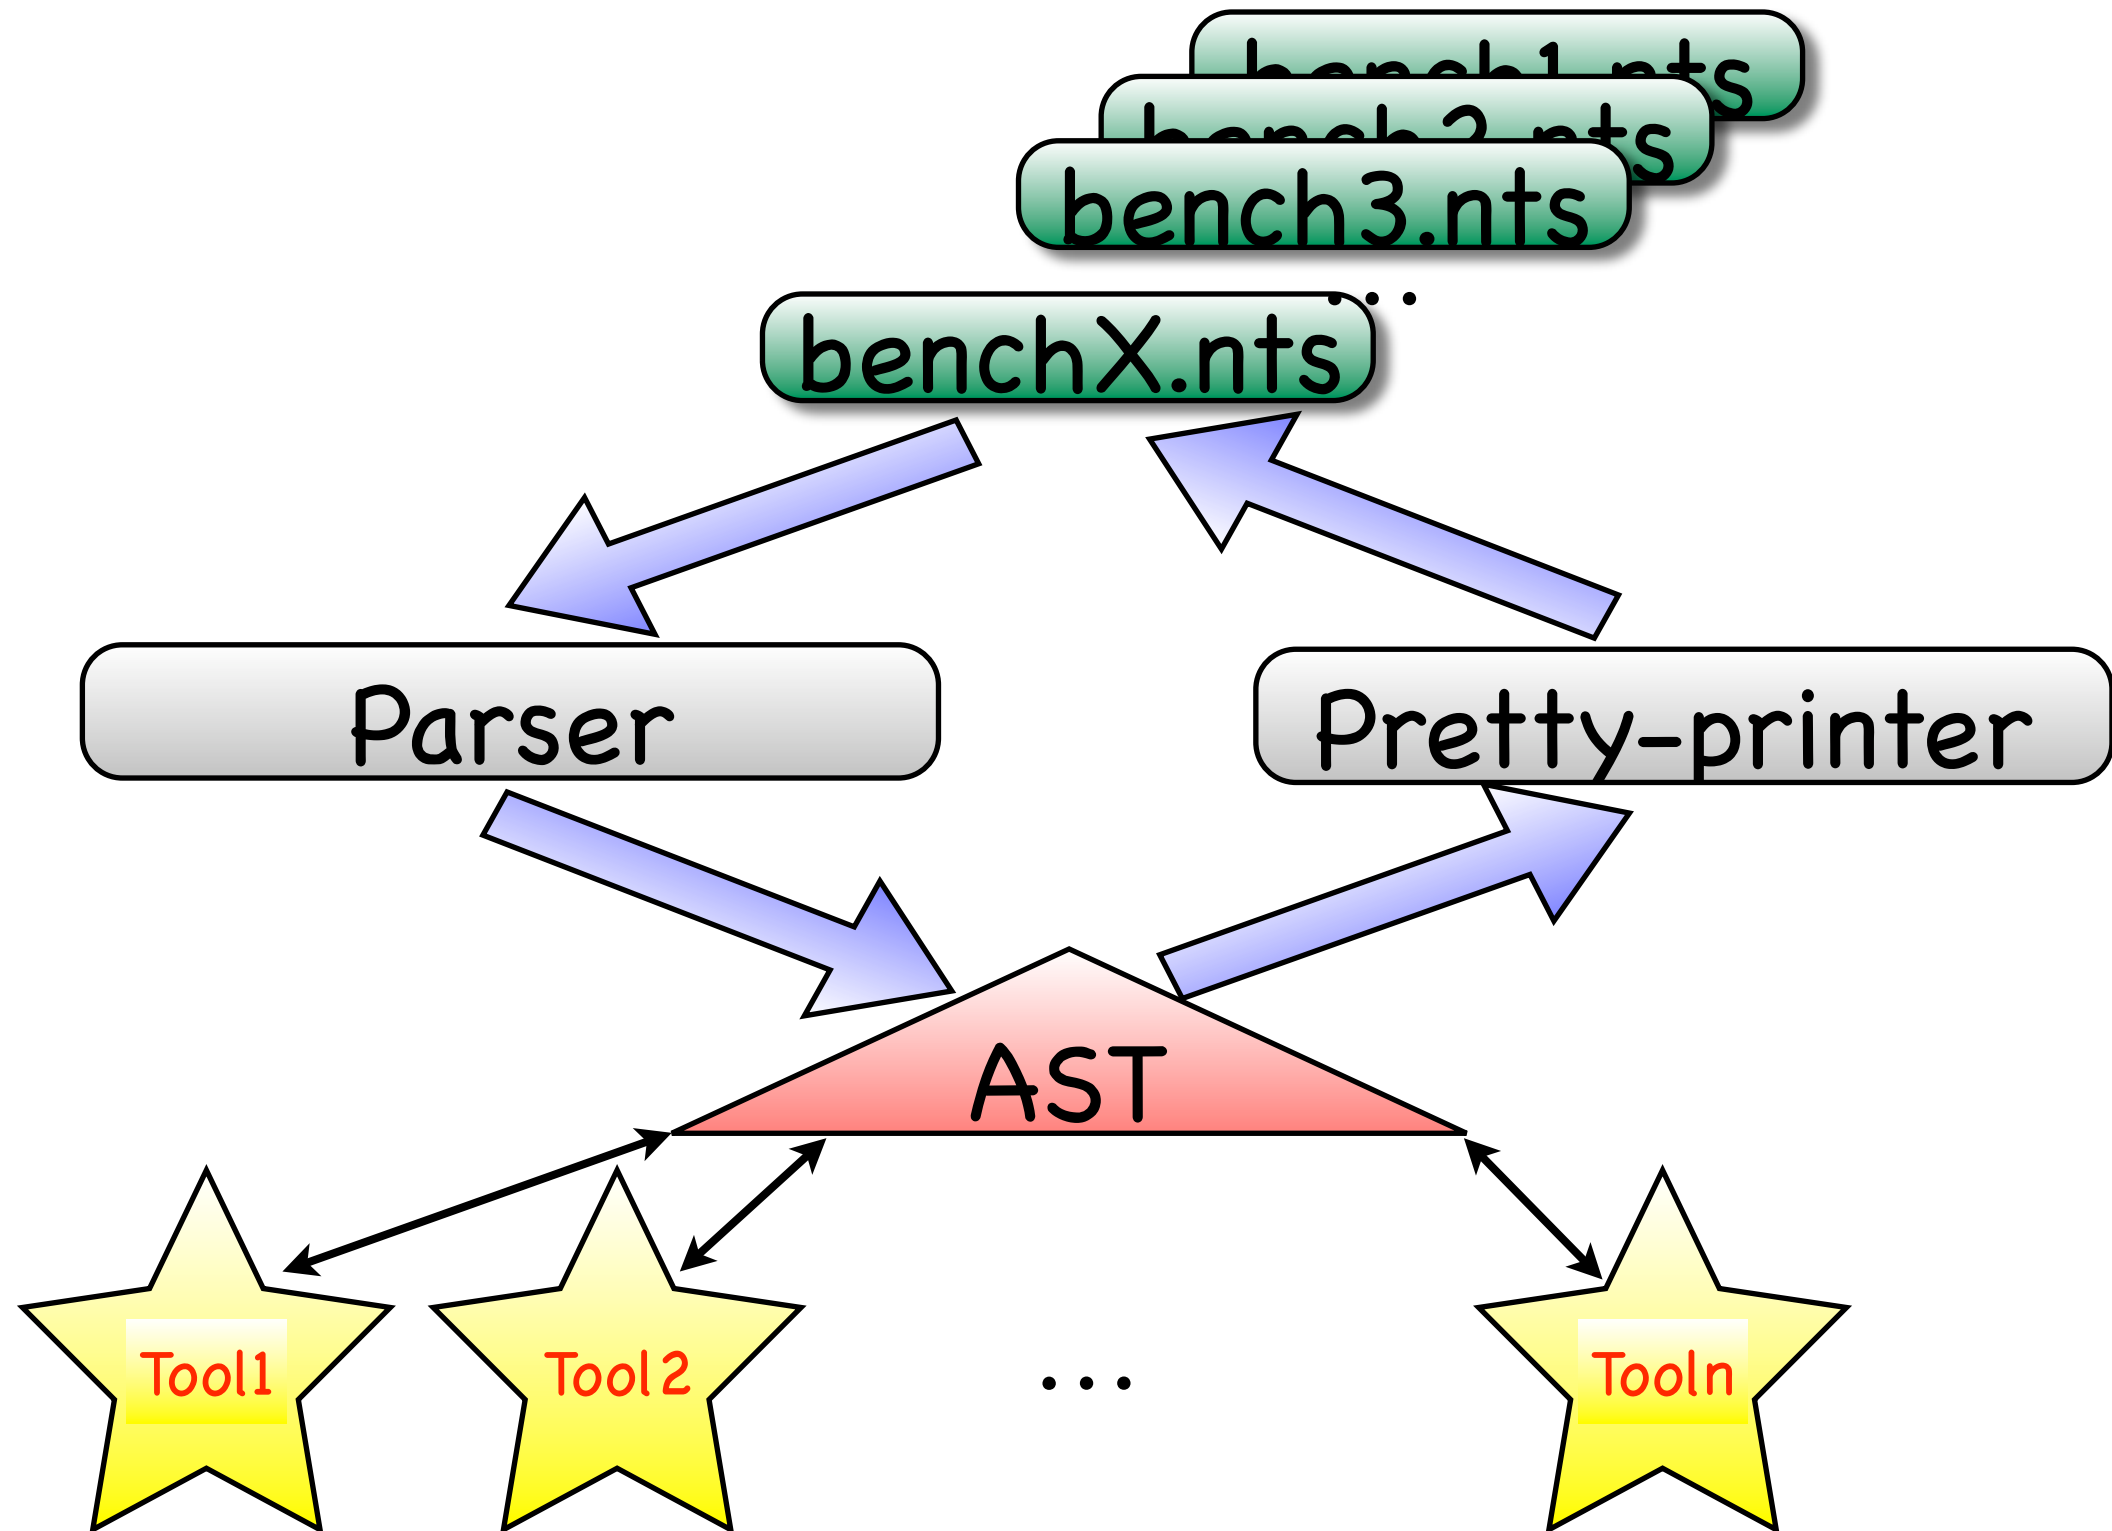 bench1.nts
bench2.nts
bench3.nts
...
benchX.nts
Parser
Pretty-printer
AST
Tool1
Tool2
...
Tooln